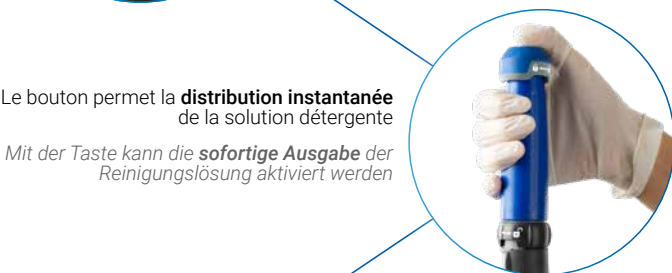 Le bouton permet la distribution instantanée
de la solution détergente
Mit der Taste kann die sofortige Ausgabe der
Reinigungslösung aktiviert werden